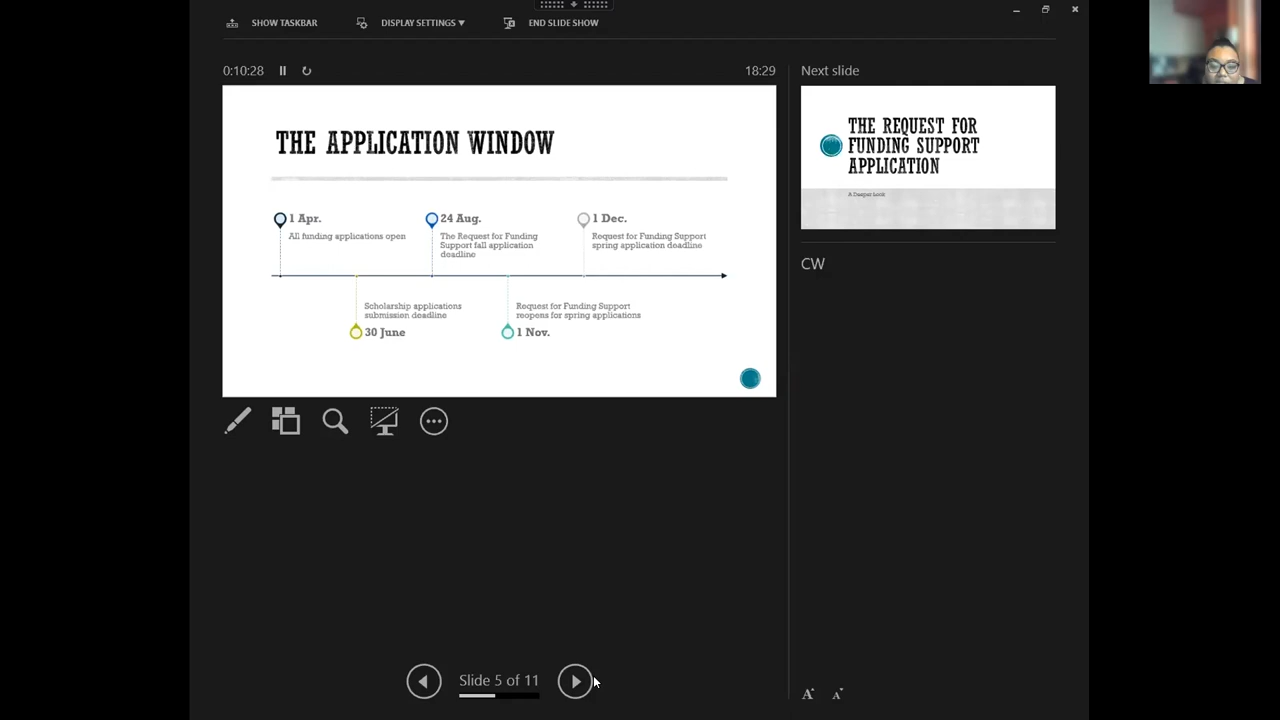 SHOW TASKBAR
DISPLAY SETTINGS ▼
END SLIDE SHOW
0:10:28
18:29
Next slide
THE APPLICATION WINDOW
1 Apr.
All funding applications open
24 Aug.
The Request for Funding
Support fall application
deadline
1 Dec.
Request for Funding Support
spring application deadline
Scholarship applications
submission deadline
30 June
Request for Funding Support
reopens for spring applications
1 Nov.
THE REQUEST FOR
FUNDING SUPPORT
APPLICATION
A Deeper Look
CW
Slide 5 of 11
A A